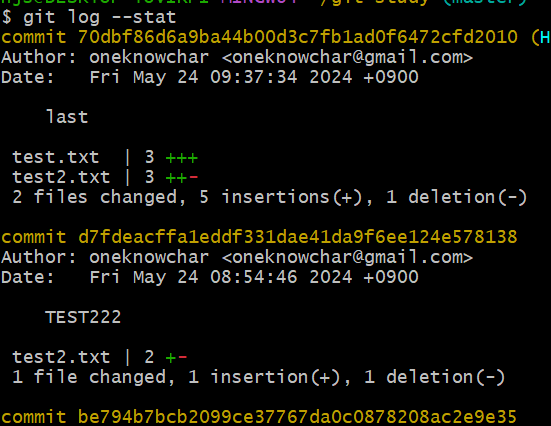 ~/git-study (master)
$ git log --stat
commit 70dbf86d6a9ba44b00d3c7fb1ad0f6472cfd2010 (H
Author: oneknowchar <oneknowchar@gmail.com>
Date:   Fri May 24 09:37:34 2024 +0900
last
test.txt  | 3 +++
test2.txt | 3 ++-
2 files changed, 5 insertions(+), 1 deletion(-)
commit d7fdeacffa1eddf331dae41da9f6ee124e578138
Author: oneknowchar <oneknowchar@gmail.com>
Date:   Fri May 24 08:54:46 2024 +0900
TEST222
test2.txt | 2 +-
1 file changed, 1 insertion(+), 1 deletion(-)
commit be794b7bcb2099ce37767da0c0878208ac2e9e35